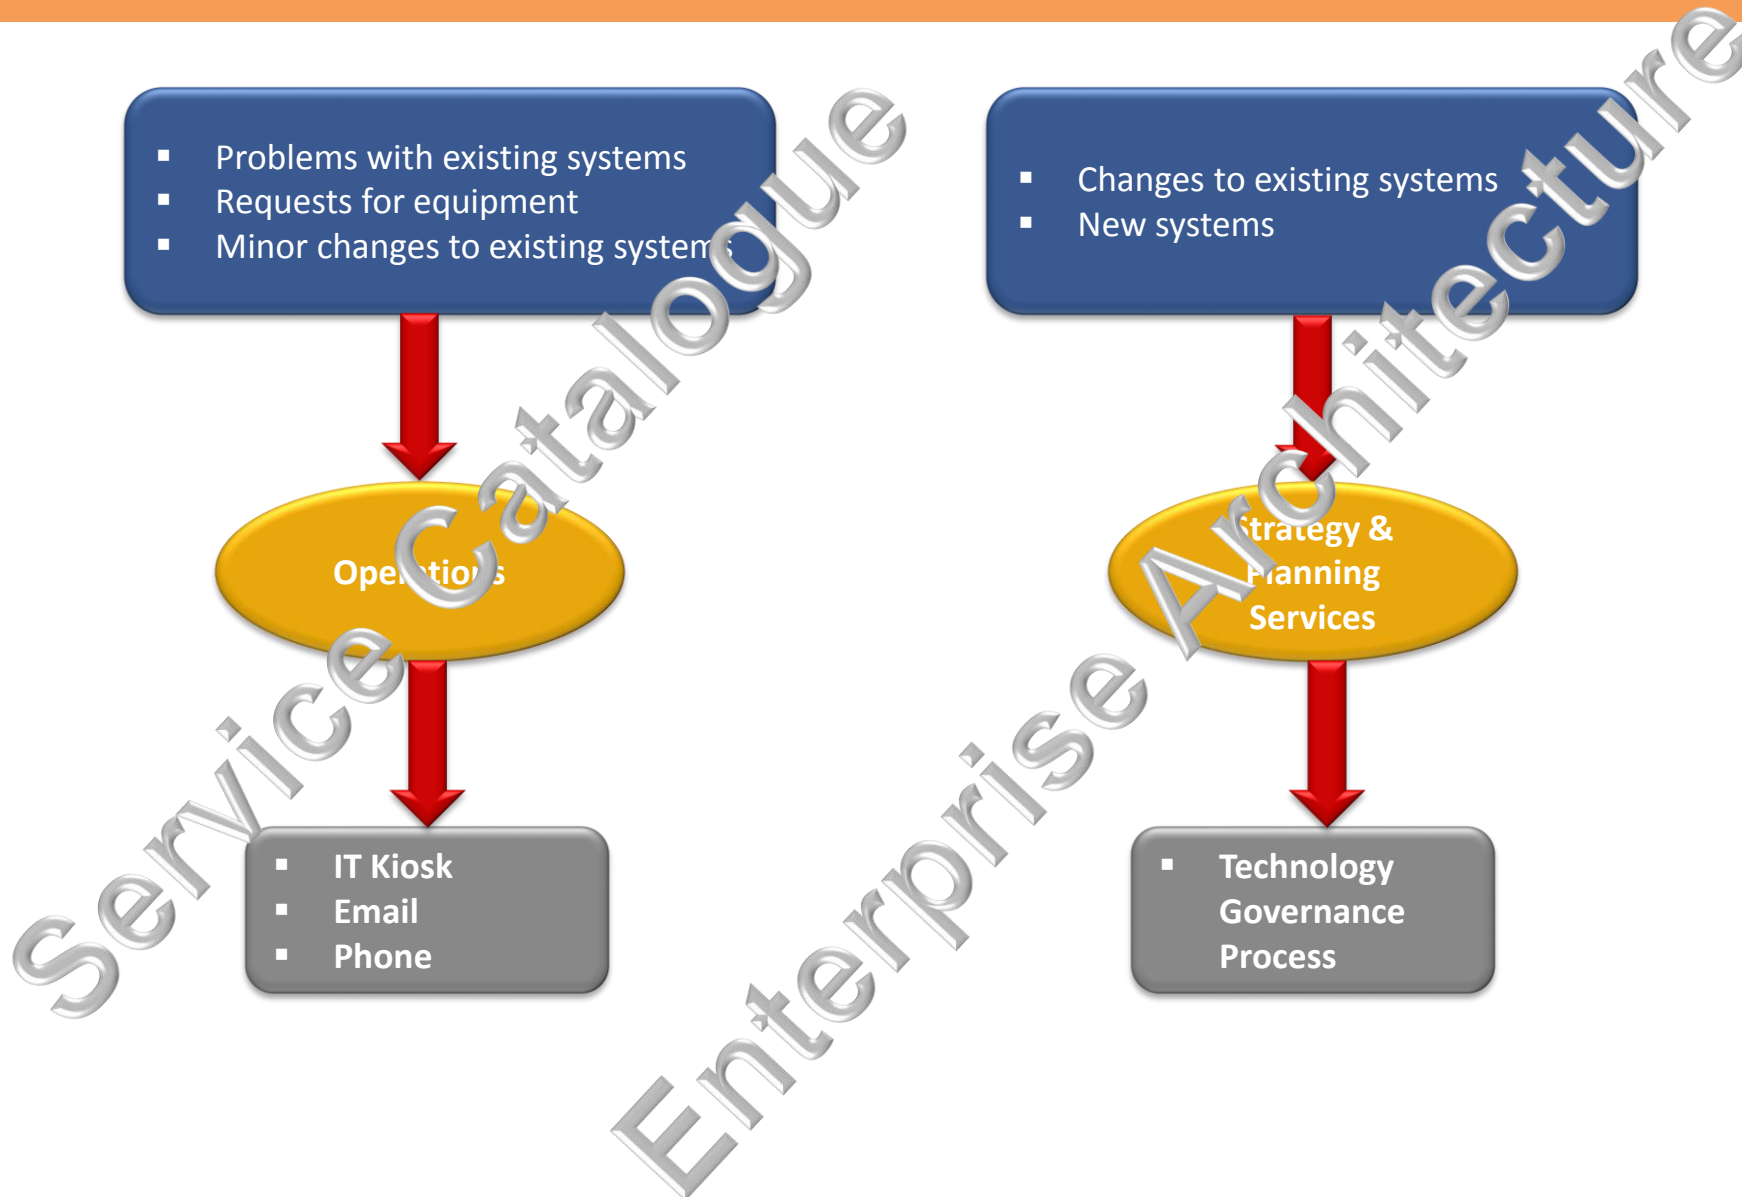 Problems with existing systems
Requests for equipment
Minor changes to existing systems
Changes to existing systems
New systems
Operations
Strategy &
Planning
Services
IT Kiosk
Email
Phone
Technology
Governance
Process
Service Catalogue
Enterprise Architecture